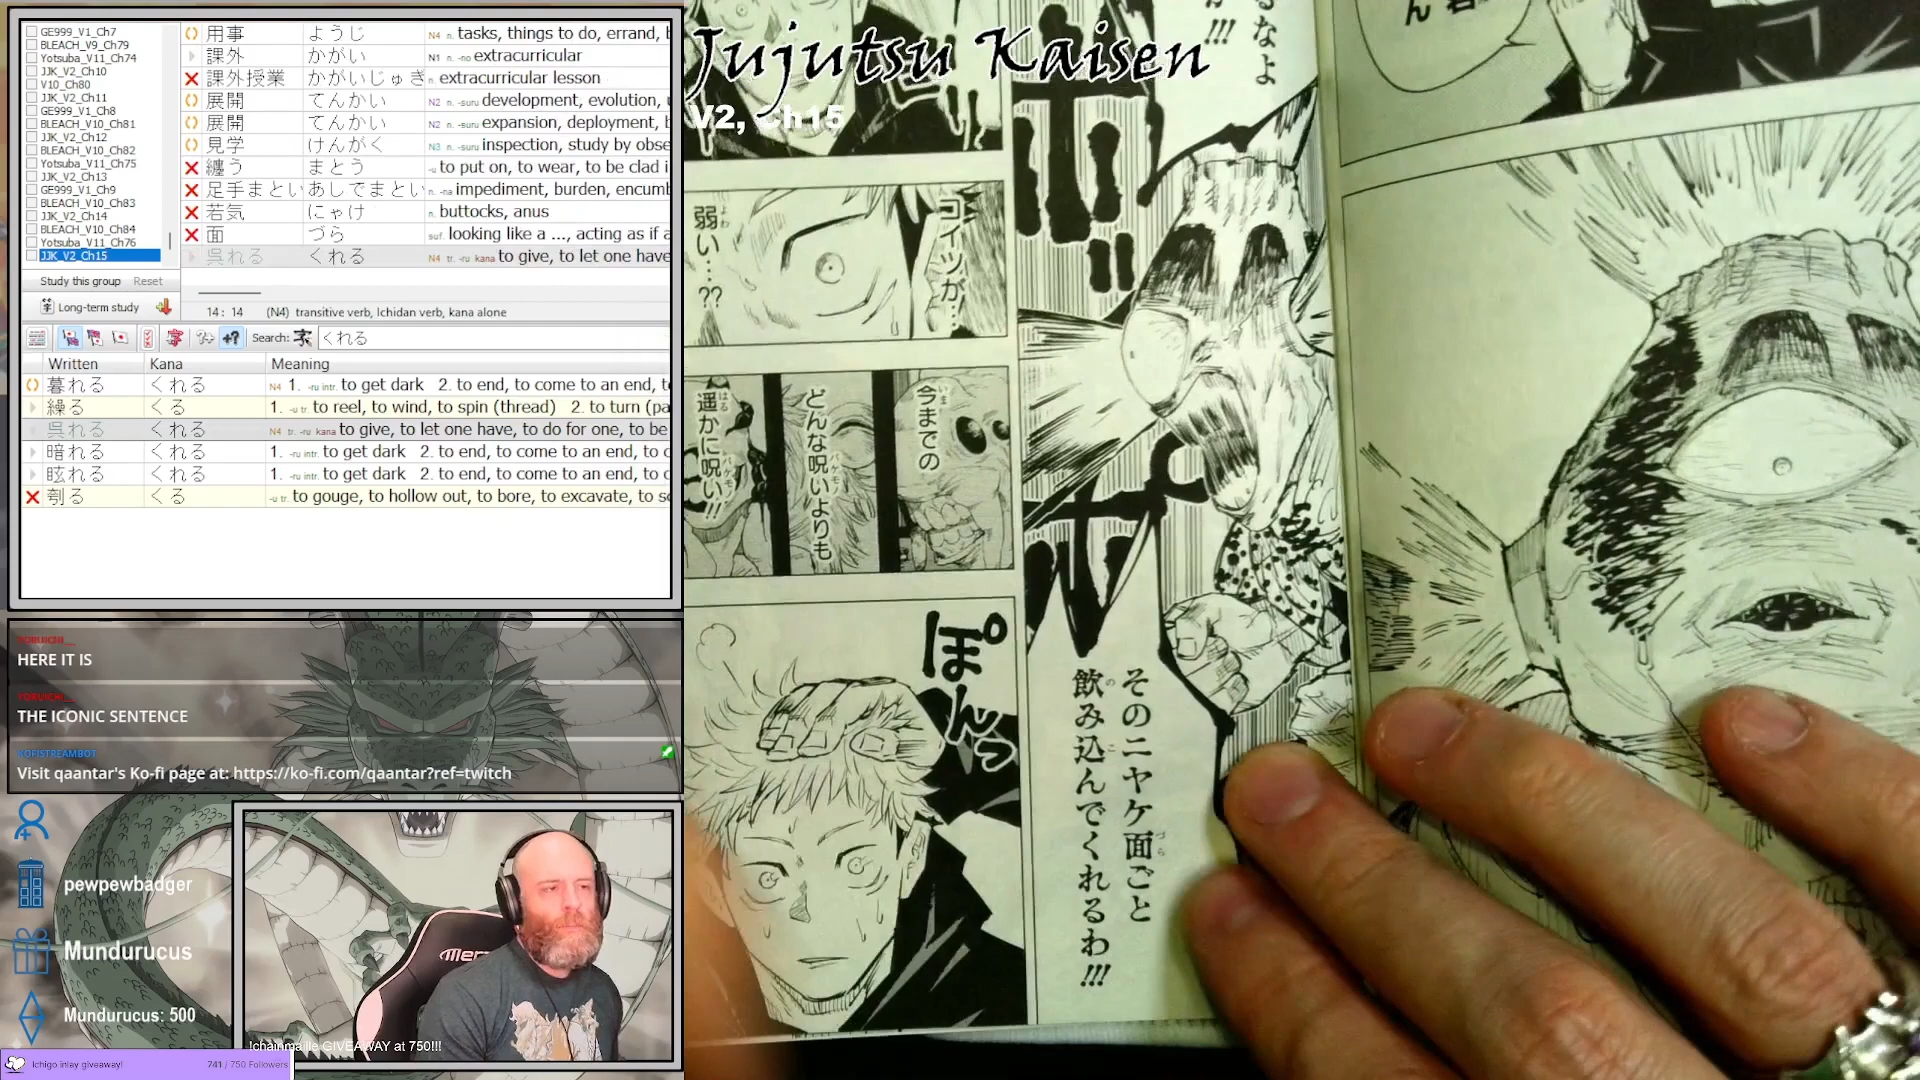 GE999_V1_Ch7
BLEACH_V9_Ch79
Yotsuba_V11_Ch74
JJK_V2_Ch10
V10_Ch80
JJK_V2_Ch11
GE999_V1_Ch8
BLEACH_V10_Ch81
JJK_V2_Ch12
BLEACH_V10_Ch82
Yotsuba_V11_Ch75
JJK_V2_Ch13
GE999_V1_Ch9
BLEACH_V10_Ch83
JJK_V2_Ch14
BLEACH_V10_Ch84
Yotsuba_V11_Ch76
JJK_V2_Ch15
Study this group Reset
Long-term study
用事 ようじ N4 n. tasks, things to do, errand,
課外 かがい N1 n. -no extracurricular
課外授業 かがいじゅぎ n. extracurricular lesson
展開 てんかい N2 n. -suru development, evolution,
展開 てんかい N2 n. -suru expansion, deployment,
見学 けんがく N3 n. -suru inspection, study by obse
纏う まとう -u to put on, to wear, to be clad i
足手まとい あしでまとい n. -na impediment, burden, encum
若気 にゃけ n. buttocks, anus
面 づら suf. looking like a ..., acting as if a
呉れる くれる N4 tr. -ru kana to give, to let one have
14: 14 (N4) transitive verb, Ichidan verb, kana alone
Search: 字 くれる
Written Kana Meaning
暮れる くれる N4 1. -ru intr. to get dark 2. to end, to come to an end, t
繰る くる 1. -u tr. to reel, to wind, to spin (thread) 2. to turn (pa
呉れる くれる N4 tr. -ru kana to give, to let one have, to do for one, to be
暗れる くれる 1. -ru intr. to get dark 2. to end, to come to an end, to c
眩れる くれる 1. -ru intr. to get dark 2. to end, to come to an end, to c
刳る くる -u tr. to gouge, to hollow out, to bore, to excavate, to s
HERE IT IS
THE ICONIC SENTENCE
KOFISTREAMBOT
Visit qaantar's Ko-fi page at: https://ko-fi.com/qaantar?ref=twitch
pewpewbadger
Mundurucus
Mundurucus: 500
!chainmaille GIVEAWAY at 750!!!
Ichigo inlay giveaway!
741 / 750 Followers
Jujutsu Kaisen
V2, Ch15
るなよ
!!!
そのニヤケ面ごと
飲み込んでくれるわ!!!
コイツが…
弱い…??
今までの
どんな呪いよりも
遥かに呪い!!
ぽんっ